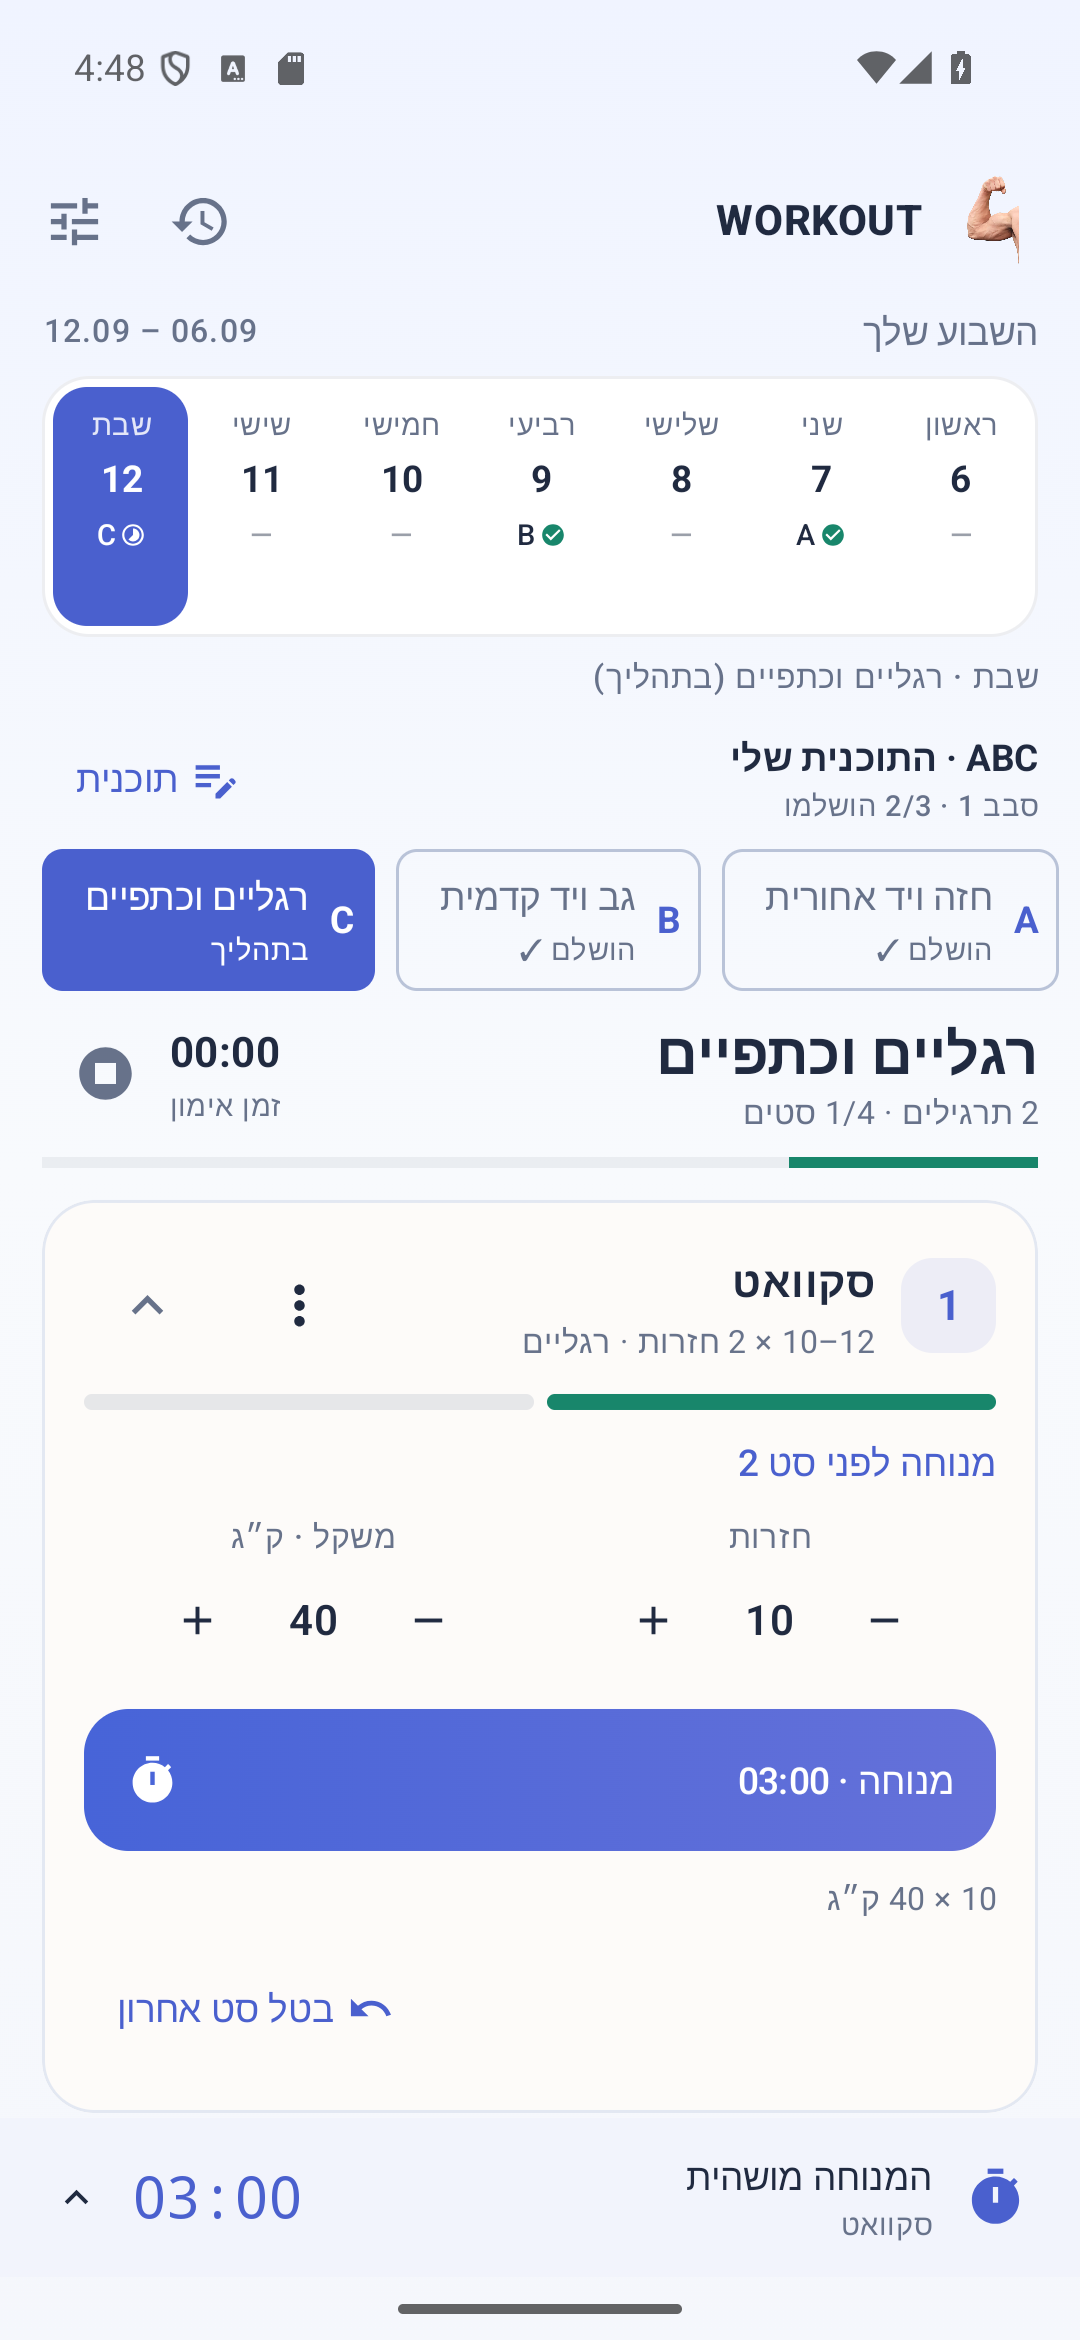 4:48
WORKOUT
השבוע שלך
06.09 – 12.09
ראשון שני שלישי רביעי חמישי שישי שבת
6 7 8 9 10 11 12
– A – B – – C
שבת · רגליים וכתפיים (בתהליך)
ABC · התוכנית שלי
סבב 1 · 2/3 הושלמו
תוכנית
A חזה ויד אחורית
הושלם ✓
B גב ויד קדמית
הושלם ✓
C רגליים וכתפיים
בתהליך
רגליים וכתפיים
2 תרגילים · 1/4 סטים
00:00
זמן אימון
1
סקוואט
2 × 10–12 חזרות · רגליים
מנוחה לפני סט 2
חזרות
משקל · ק״ג
− 10 +
− 40 +
מנוחה · 03:00
10 × 40 ק״ג
בטל סט אחרון
המנוחה מושהית
סקוואט
03:00